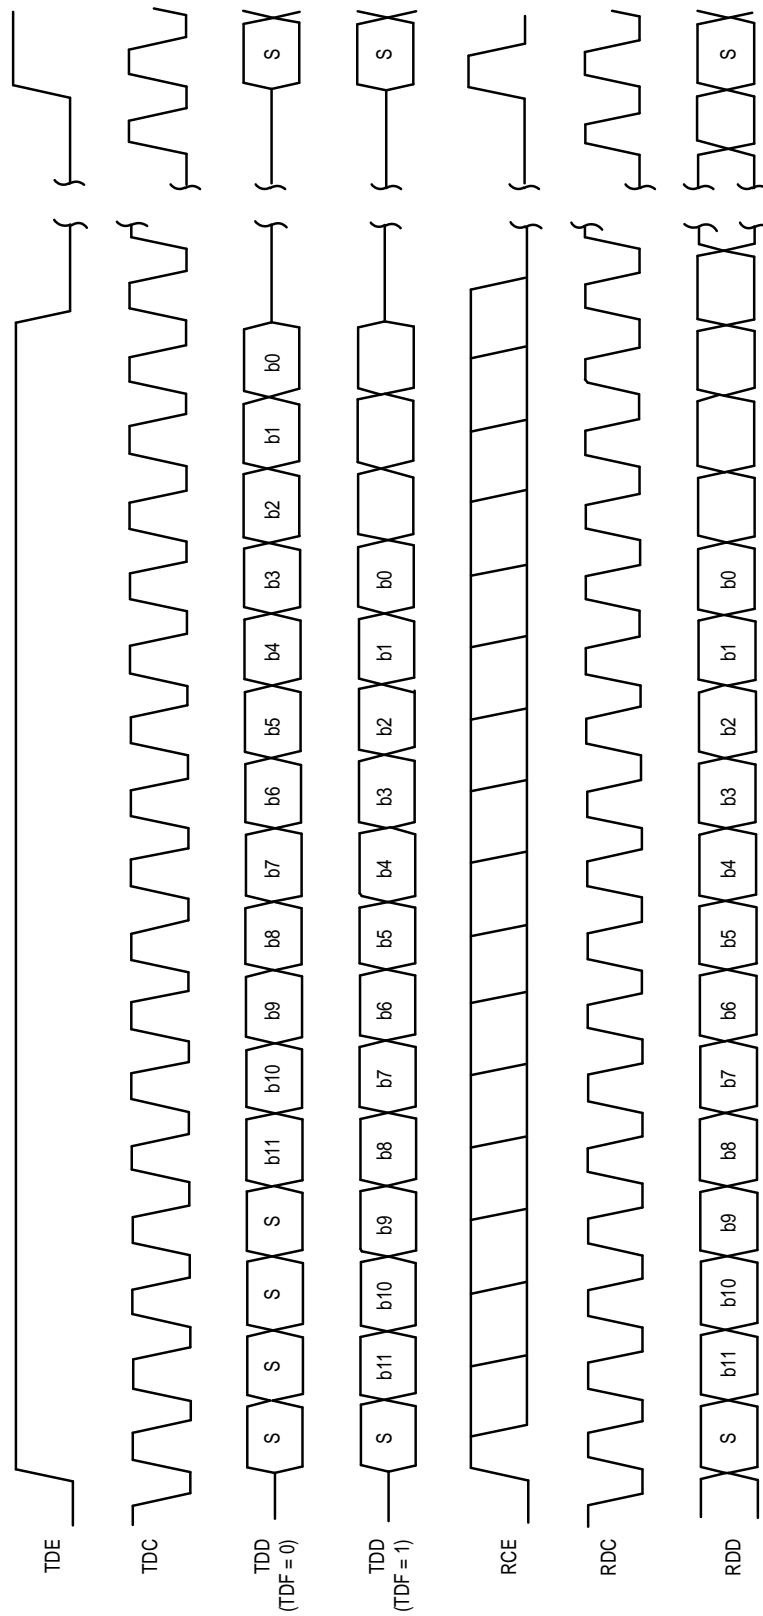 TDE
TDC
TDD
(TDF = 0)
S S S S b11 b10 b9 b8 b7 b6 b5 b4 b3 b2 b1 b0 S
TDD
(TDF = 1)
S b11 b10 b9 b8 b7 b6 b5 b4 b3 b2 b1 b0 S
RCE
RDC
RDD
S b11 b10 b9 b8 b7 b6 b5 b4 b3 b2 b1 b0 S